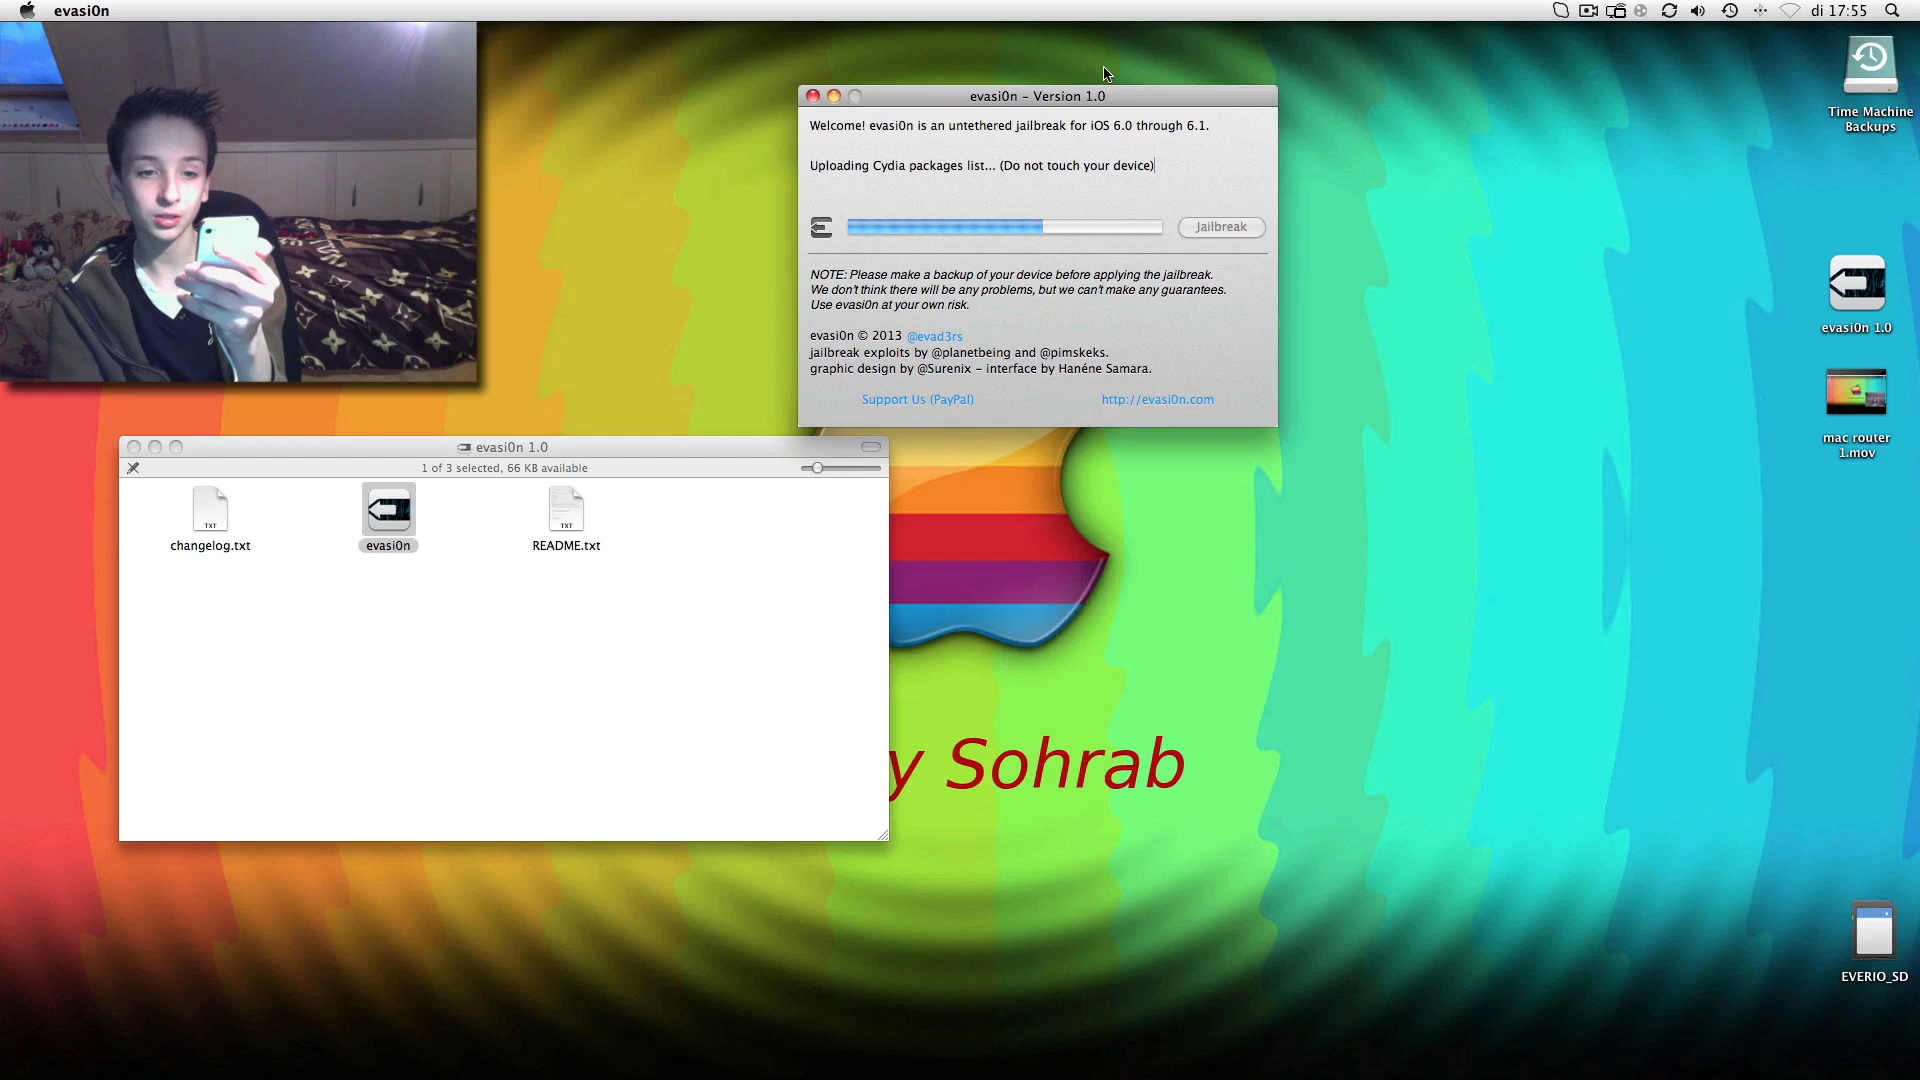 evasi0n
di 17:55
evasi0n – Version 1.0
Welcome! evasi0n is an untethered jailbreak for iOS 6.0 through 6.1.
Uploading Cydia packages list... (Do not touch your device)
Jailbreak
NOTE: Please make a backup of your device before applying the jailbreak.
We don't think there will be any problems, but we can't make any guarantees.
Use evasi0n at your own risk.
evasi0n © 2013 @evad3rs
jailbreak exploits by @planetbeing and @pimskeks.
graphic design by @Surenix – interface by Hanéne Samara.
Support Us (PayPal)
http://evasi0n.com
evasi0n 1.0
1 of 3 selected, 66 KB available
TXT
TXT
changelog.txt
evasi0n
README.txt
y Sohrab
Time Machine
Backups
evasi0n 1.0
mac router
1.mov
EVERIO_SD